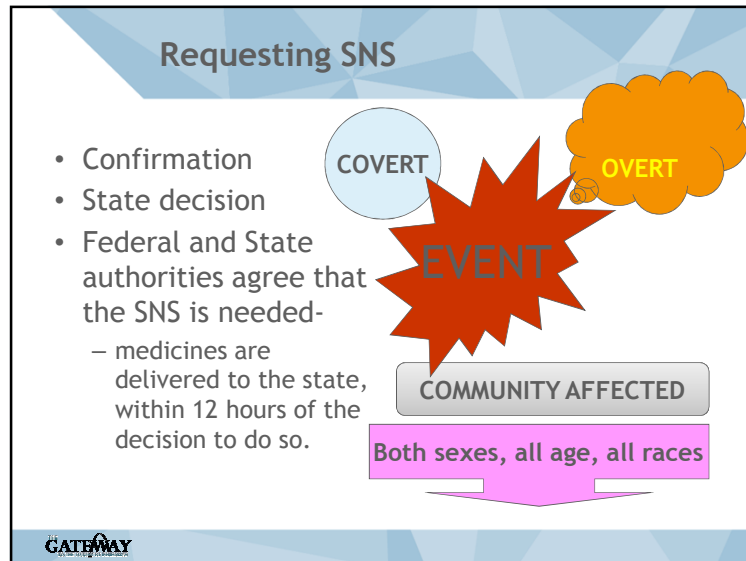 Requesting SNS
• Confirmation
• State decision
• Federal and State
authorities agree that
the SNS is needed-
– medicines are
delivered to the state,
within 12 hours of the
decision to do so.
COVERT
OVERT
EVENT
COMMUNITY AFFECTED
Both sexes, all age, all races
THE
GATEWAY